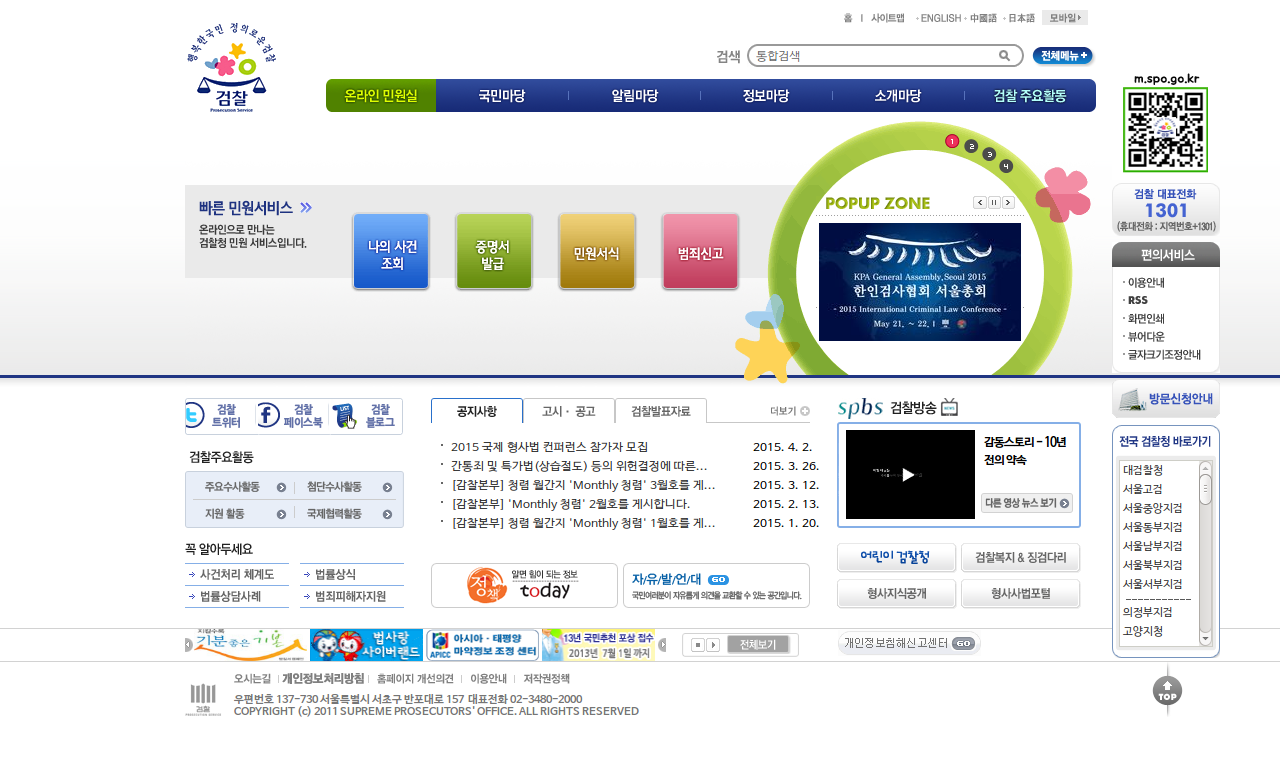 홈 | 사이트맵 · ENGLISH · 中國語 · 日本語 모바일
행복한국민 정의로운검찰
검찰
Prosecution Service
검색 통합검색 전체메뉴 +
온라인 민원실 국민마당 알림마당 정보마당 소개마당 검찰 주요활동
m.spo.go.kr
빠른 민원서비스
온라인으로 만나는
검찰청 민원 서비스입니다.
나의 사건
조회
증명서
발급
민원서식
범죄신고
1 2 3 4
POPUP ZONE
KPA General Assembly, Seoul 2015
한인검사협회 서울총회
- 2015 International Criminal Law Conference -
May 21. ~ 22.
검찰 대표전화
1301
(휴대전화 : 지역번호+1301)
편의서비스
· 이용안내
· RSS
· 화면인쇄
· 뷰어다운
· 글자크기조정안내
방문신청안내
검찰
트위터
검찰
페이스북
검찰
블로그
검찰주요활동
주요수사활동 첨단수사활동
지원 활동 국제협력활동
꼭 알아두세요
사건처리 체계도 법률상식
법률상담사례 범죄피해자지원
공지사항 고시 · 공고 검찰발표자료 더보기
· 2015 국제 형사법 컨퍼런스 참가자 모집 2015. 4. 2.
· 간통죄 및 특가법(상습절도) 등의 위헌결정에 따른... 2015. 3. 26.
· [감찰본부] 청렴 월간지 'Monthly 청렴' 3월호를 게... 2015. 3. 12.
· [감찰본부] 'Monthly 청렴' 2월호를 게시합니다. 2015. 2. 13.
· [감찰본부] 청렴 월간지 'Monthly 청렴' 1월호를 게... 2015. 1. 20.
정책
알면 힘이 되는 정보
today
자/유/발/언/대 GO
국민여러분이 자유롭게 의견을 교환할 수 있는 공간입니다.
spbs 검찰방송
감동스토리 - 10년
전의 약속
다른 영상 뉴스 보기
어린이 검찰청 검찰복지 & 징검다리
형사지식공개 형사사법포털
전국 검찰청 바로가기
대검찰청
서울고검
서울중앙지검
서울동부지검
서울남부지검
서울북부지검
서울서부지검
-----------
의정부지검
고양지청
기분좋은
법사랑
사이버랜드
APICC
아시아 · 태평양
마약정보 조정 센터
13년 국민추천 포상 접수
2013년 7월 1일 까지
전체보기
개인정보침해신고센터 GO
오시는길 | 개인정보처리방침 | 홈페이지 개선의견 | 이용안내 | 저작권정책
검찰
우편번호 137-730 서울특별시 서초구 반포대로 157 대표전화 02-3480-2000
COPYRIGHT (c) 2011 SUPREME PROSECUTORS' OFFICE. ALL RIGHTS RESERVED
TOP